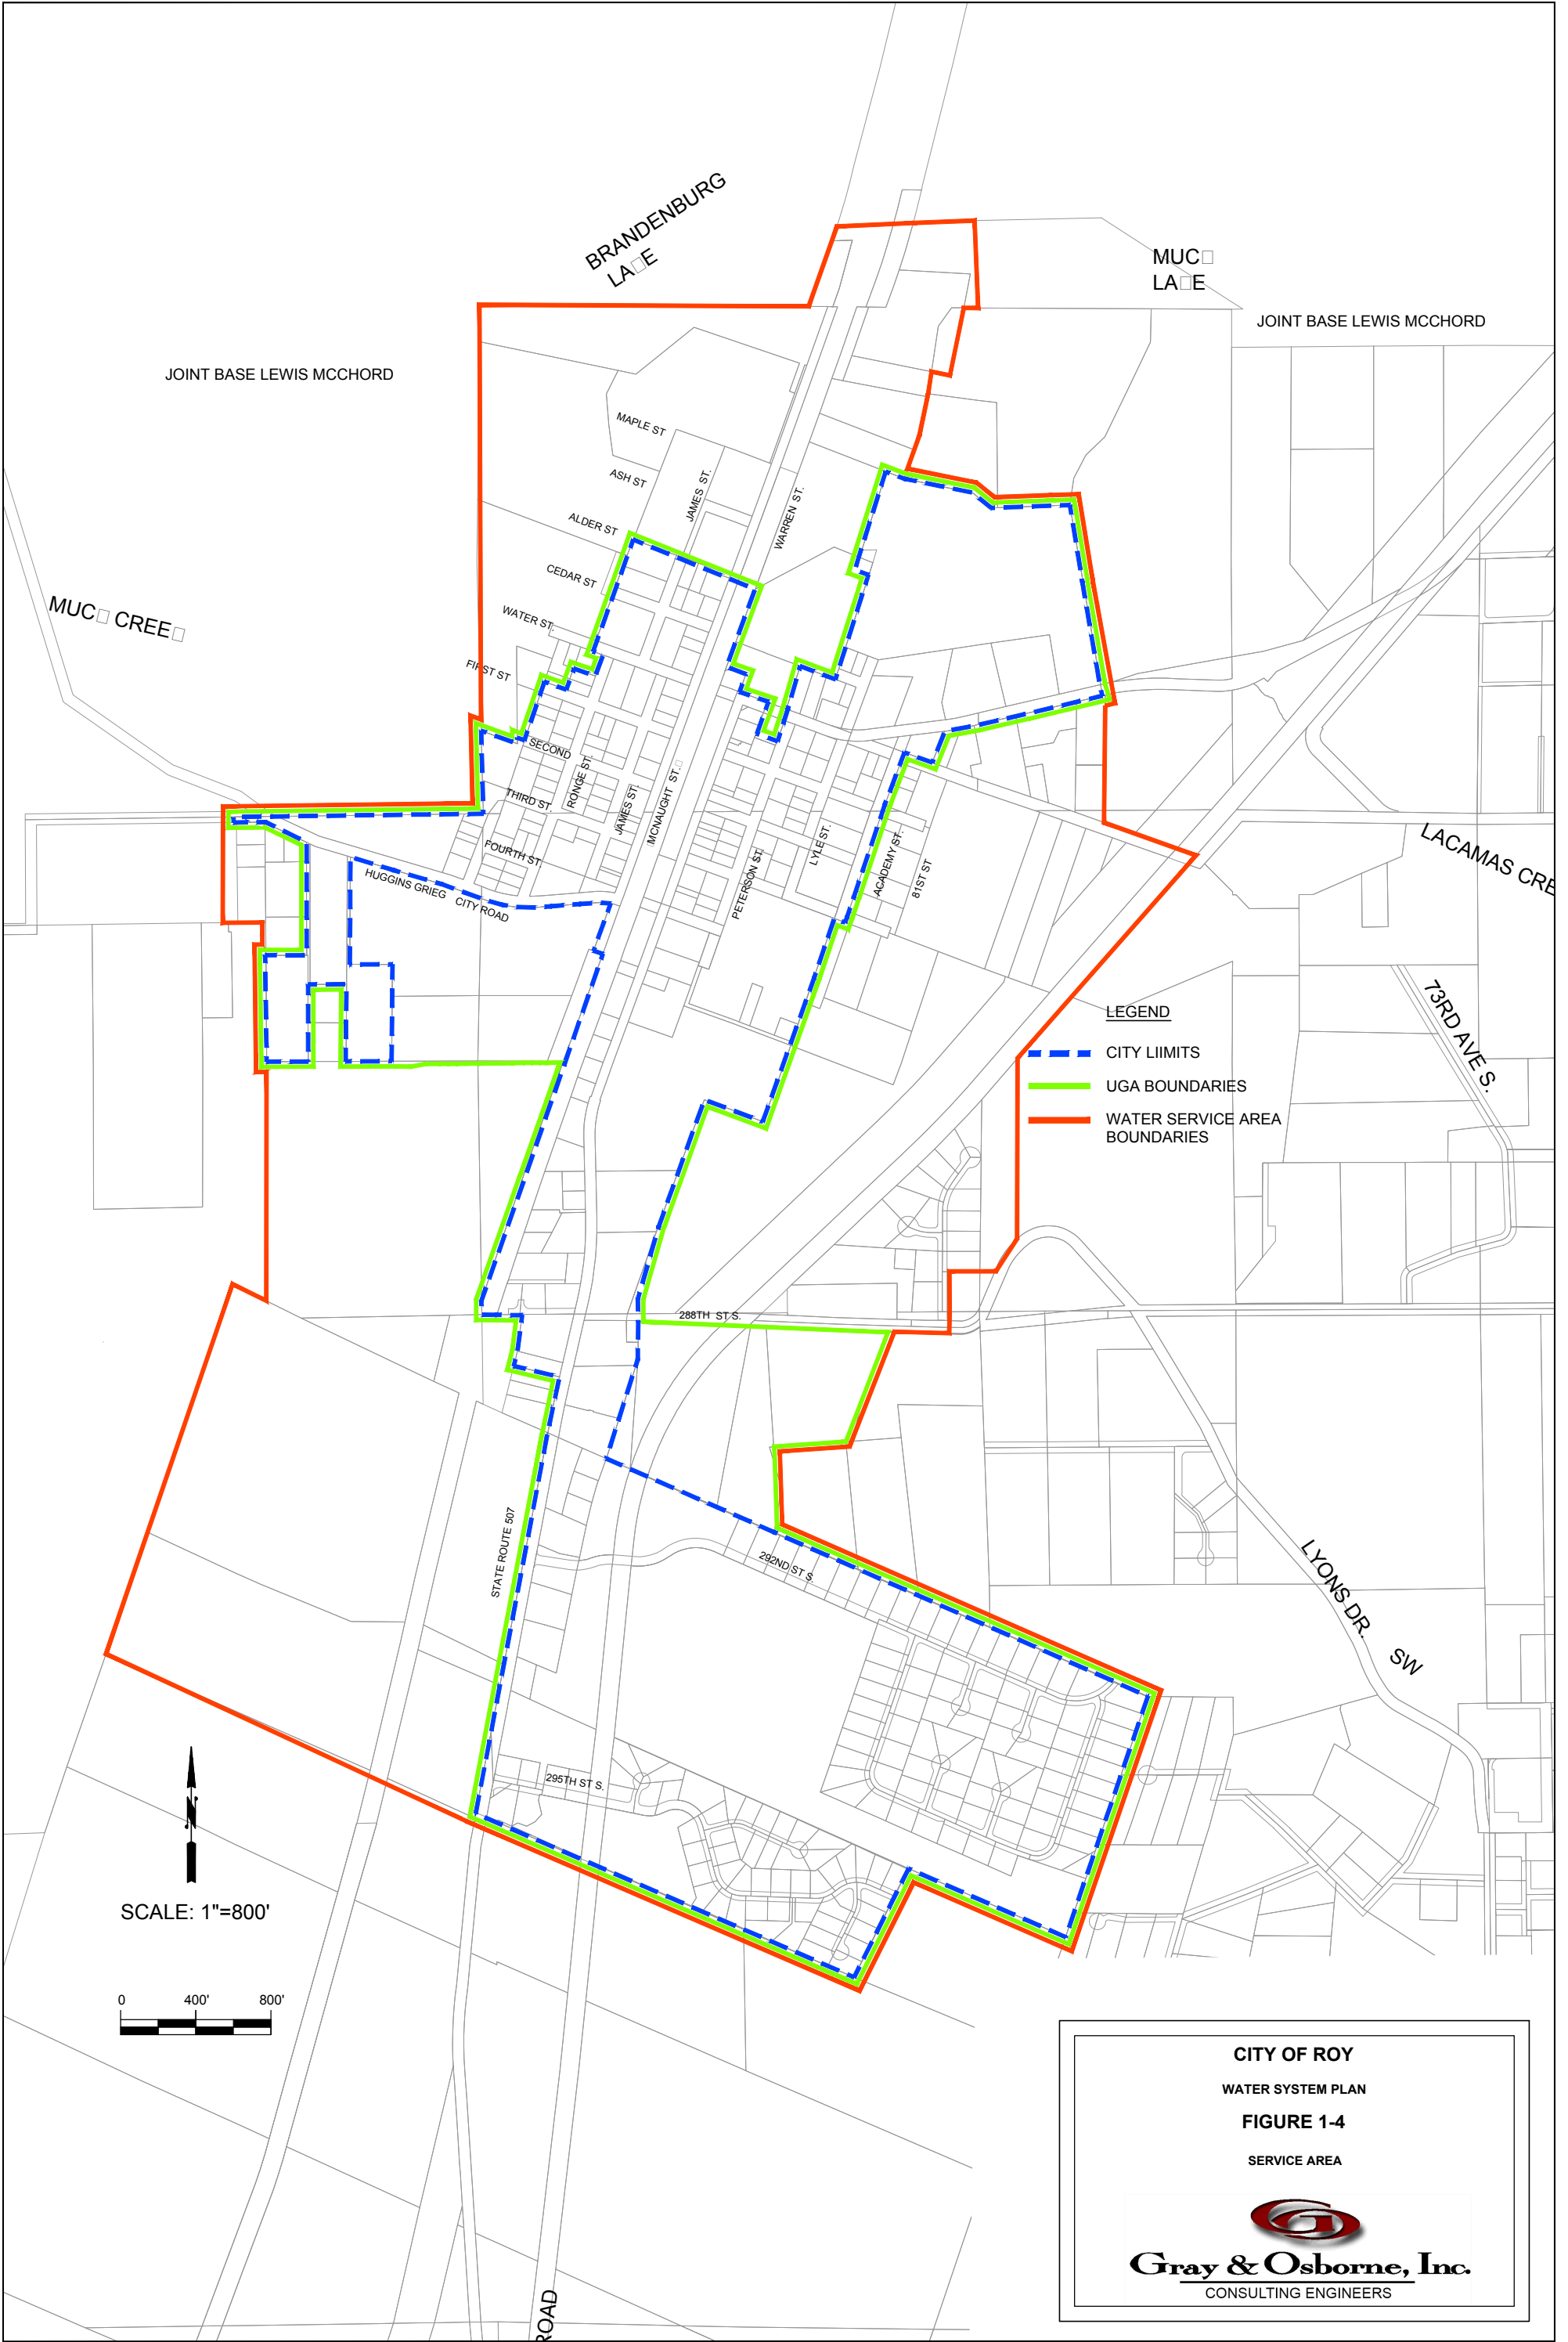 BRANDENBURG
LA□E
MUC□
LA□E
JOINT BASE LEWIS MCCHORD
JOINT BASE LEWIS MCCHORD
MAPLE ST
ASH ST
JAMES ST.
WARREN ST.
ALDER ST
CEDAR ST
WATER ST.
MUC□ CREE□
FIRST ST
SECOND
RONGE ST.
THIRD ST.
JAMES ST.
MCNAUGHT ST.□
FOURTH ST.
LYLE ST.
PETERSON ST.
ACADEMY ST.
81ST ST
HUGGINS GRIEG CITY ROAD
LACAMAS CRE
73RD AVE S.
LEGEND
CITY LIIMITS
UGA BOUNDARIES
WATER SERVICE AREA
BOUNDARIES
288TH ST S.
STATE ROUTE 507
292ND ST S.
LYONS DR. SW
295TH ST S.
N
SCALE: 1"=800'
0 400' 800'
ROAD
CITY OF ROY
WATER SYSTEM PLAN
FIGURE 1-4
SERVICE AREA
G
Gray & Osborne, Inc.
CONSULTING ENGINEERS